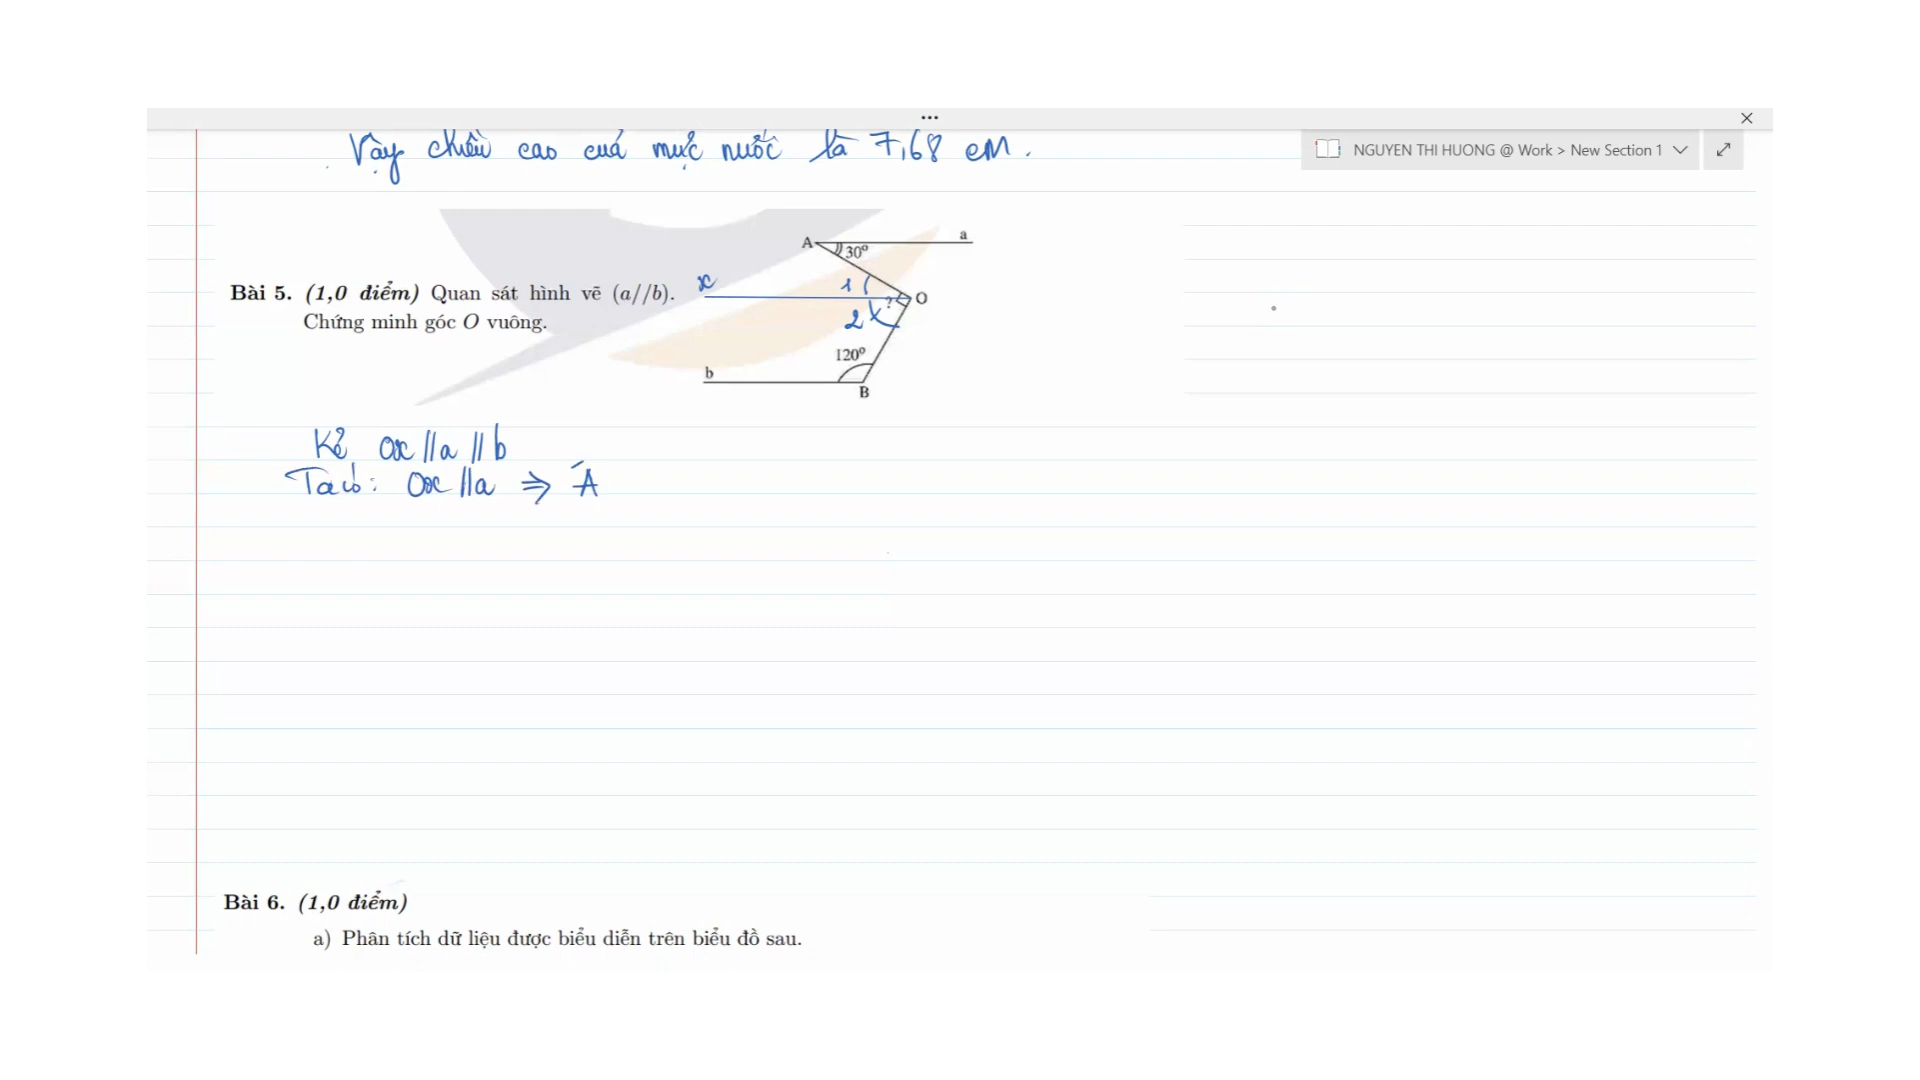 Vậy chiều cao của mực nước là 7,68 cm.
NGUYEN THI HUONG @ Work > New Section 1
A
30°
a
Bài 5. (1,0 điểm) Quan sát hình vẽ (a//b).
x
1
?
O
Chứng minh góc O vuông.
2
120°
b
B
Kẻ Ox // a // b
Ta có: Ox // a ⇒ A
Bài 6. (1,0 điểm)
a) Phân tích dữ liệu được biểu diễn trên biểu đồ sau.